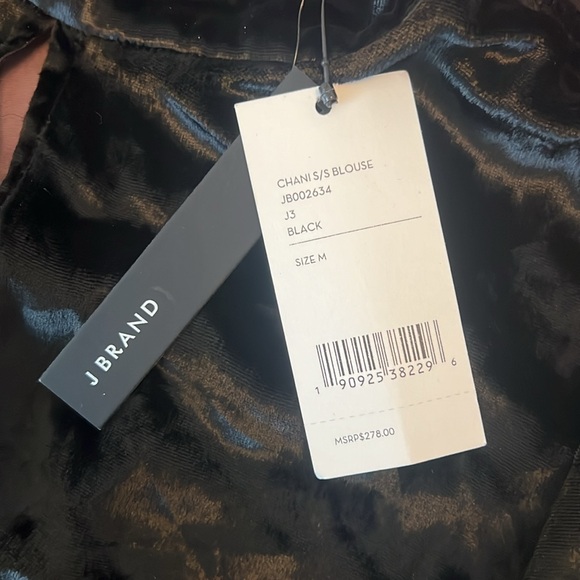 J BRAND
CHANI S/S BLOUSE
JB002634
J3
BLACK
SIZE M
1 90925 38229 6
MSRP$278.00